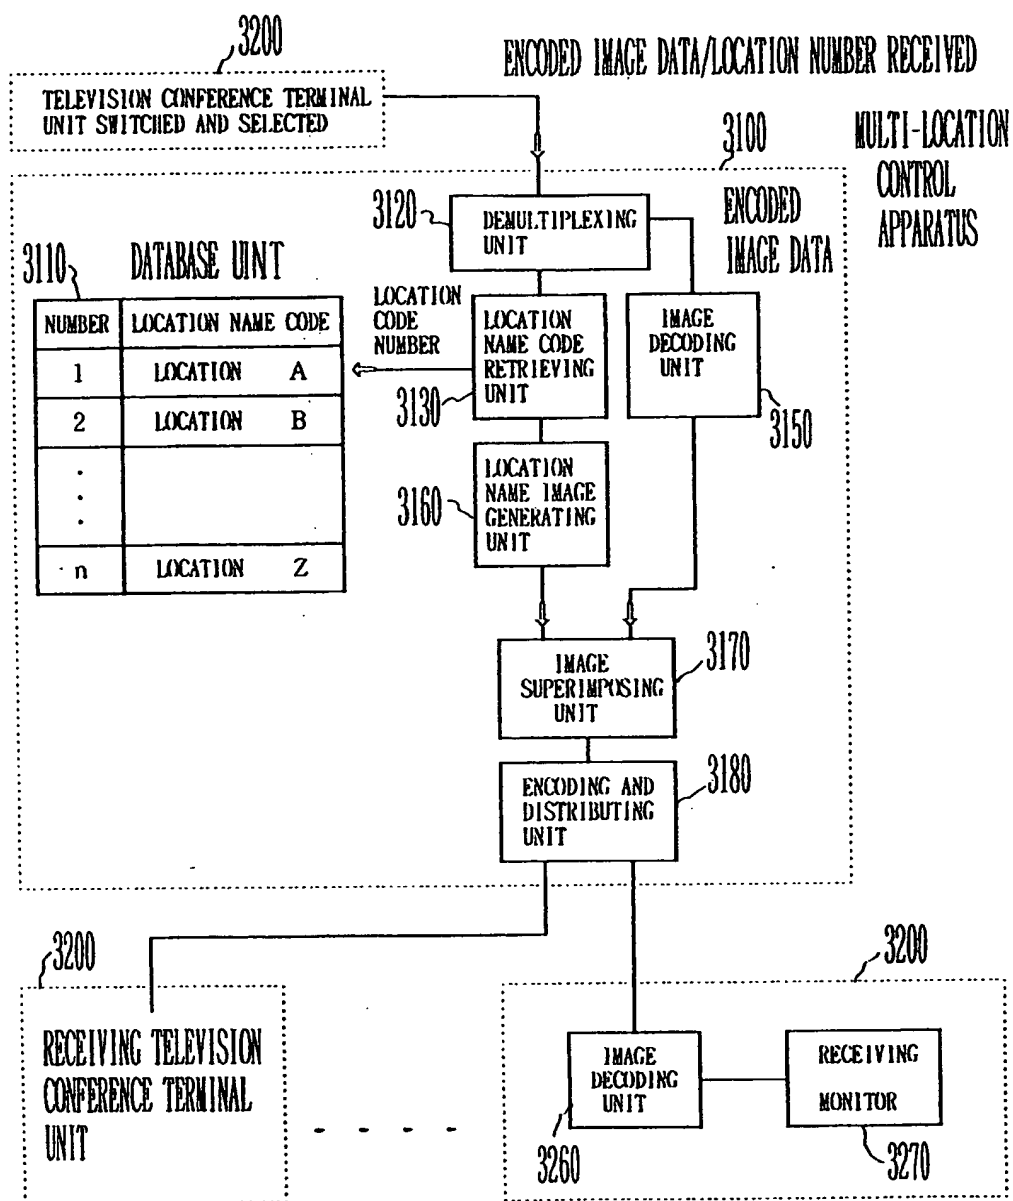 3200
ENCODED IMAGE DATA/LOCATION NUMBER RECEIVED
TELEVISION CONFERENCE TERMINAL
UNIT SWITCHED AND SELECTED
3100
MULTI-LOCATION
CONTROL
APPARATUS
3120
DEMULTIPLEXING
UNIT
ENCODED
IMAGE DATA
3110
DATABASE UINT
NUMBER
LOCATION NAME CODE
1
LOCATION A
2
LOCATION B
.
.
.
n
LOCATION Z
LOCATION
CODE
NUMBER
LOCATION
NAME CODE
RETRIEVING
UNIT
3130
IMAGE
DECODING
UNIT
3150
LOCATION
NAME IMAGE
GENERATING
UNIT
3160
IMAGE
SUPERIMPOSING
UNIT
3170
ENCODING AND
DISTRIBUTING
UNIT
3180
3200
RECEIVING TELEVISION
CONFERENCE TERMINAL
UNIT
- - - -
3200
IMAGE
DECODING
UNIT
3260
RECEIVING
MONITOR
3270